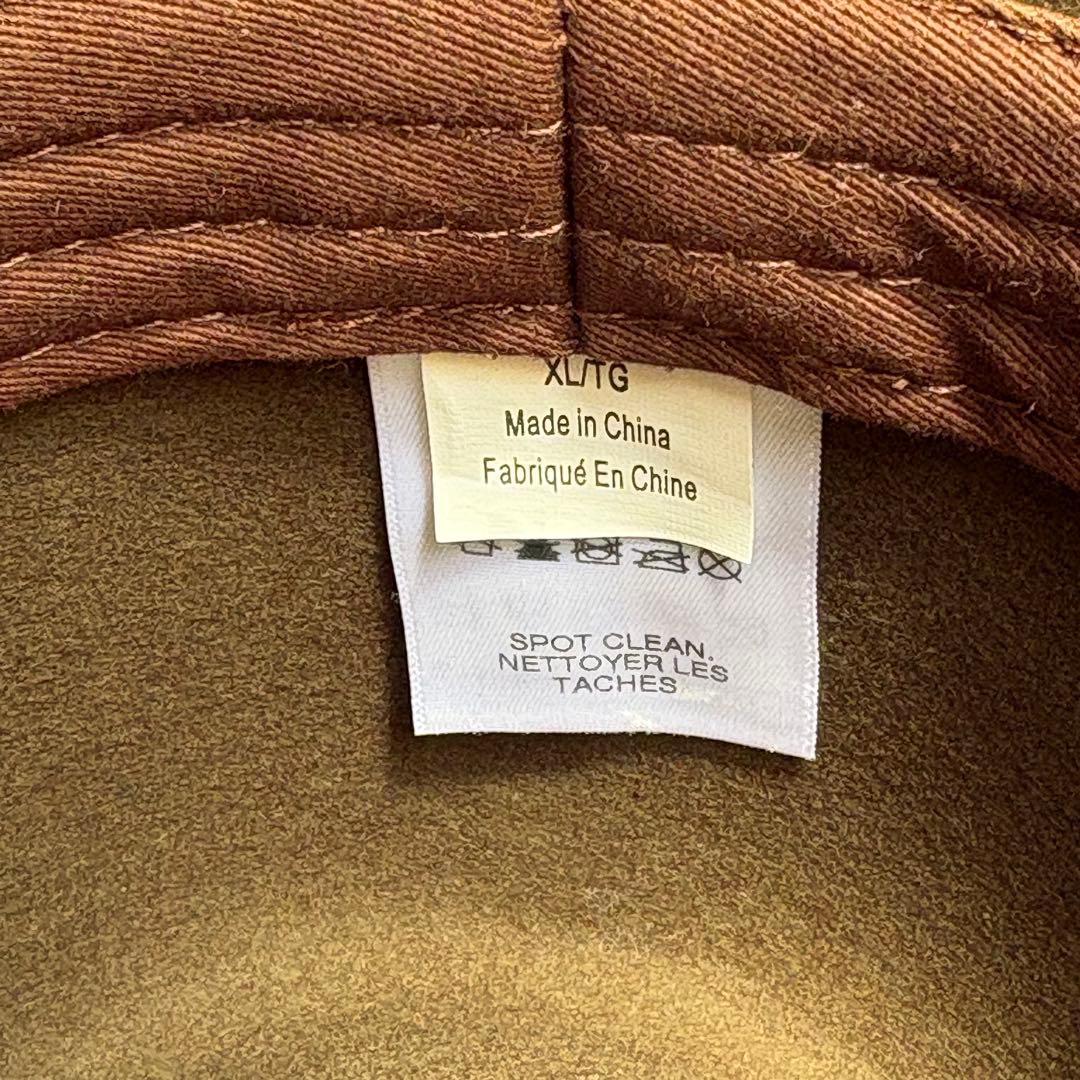 XL/TG
Made in China
Fabriqué En Chine
SPOT CLEAN.
NETTOYER LES
TACHES